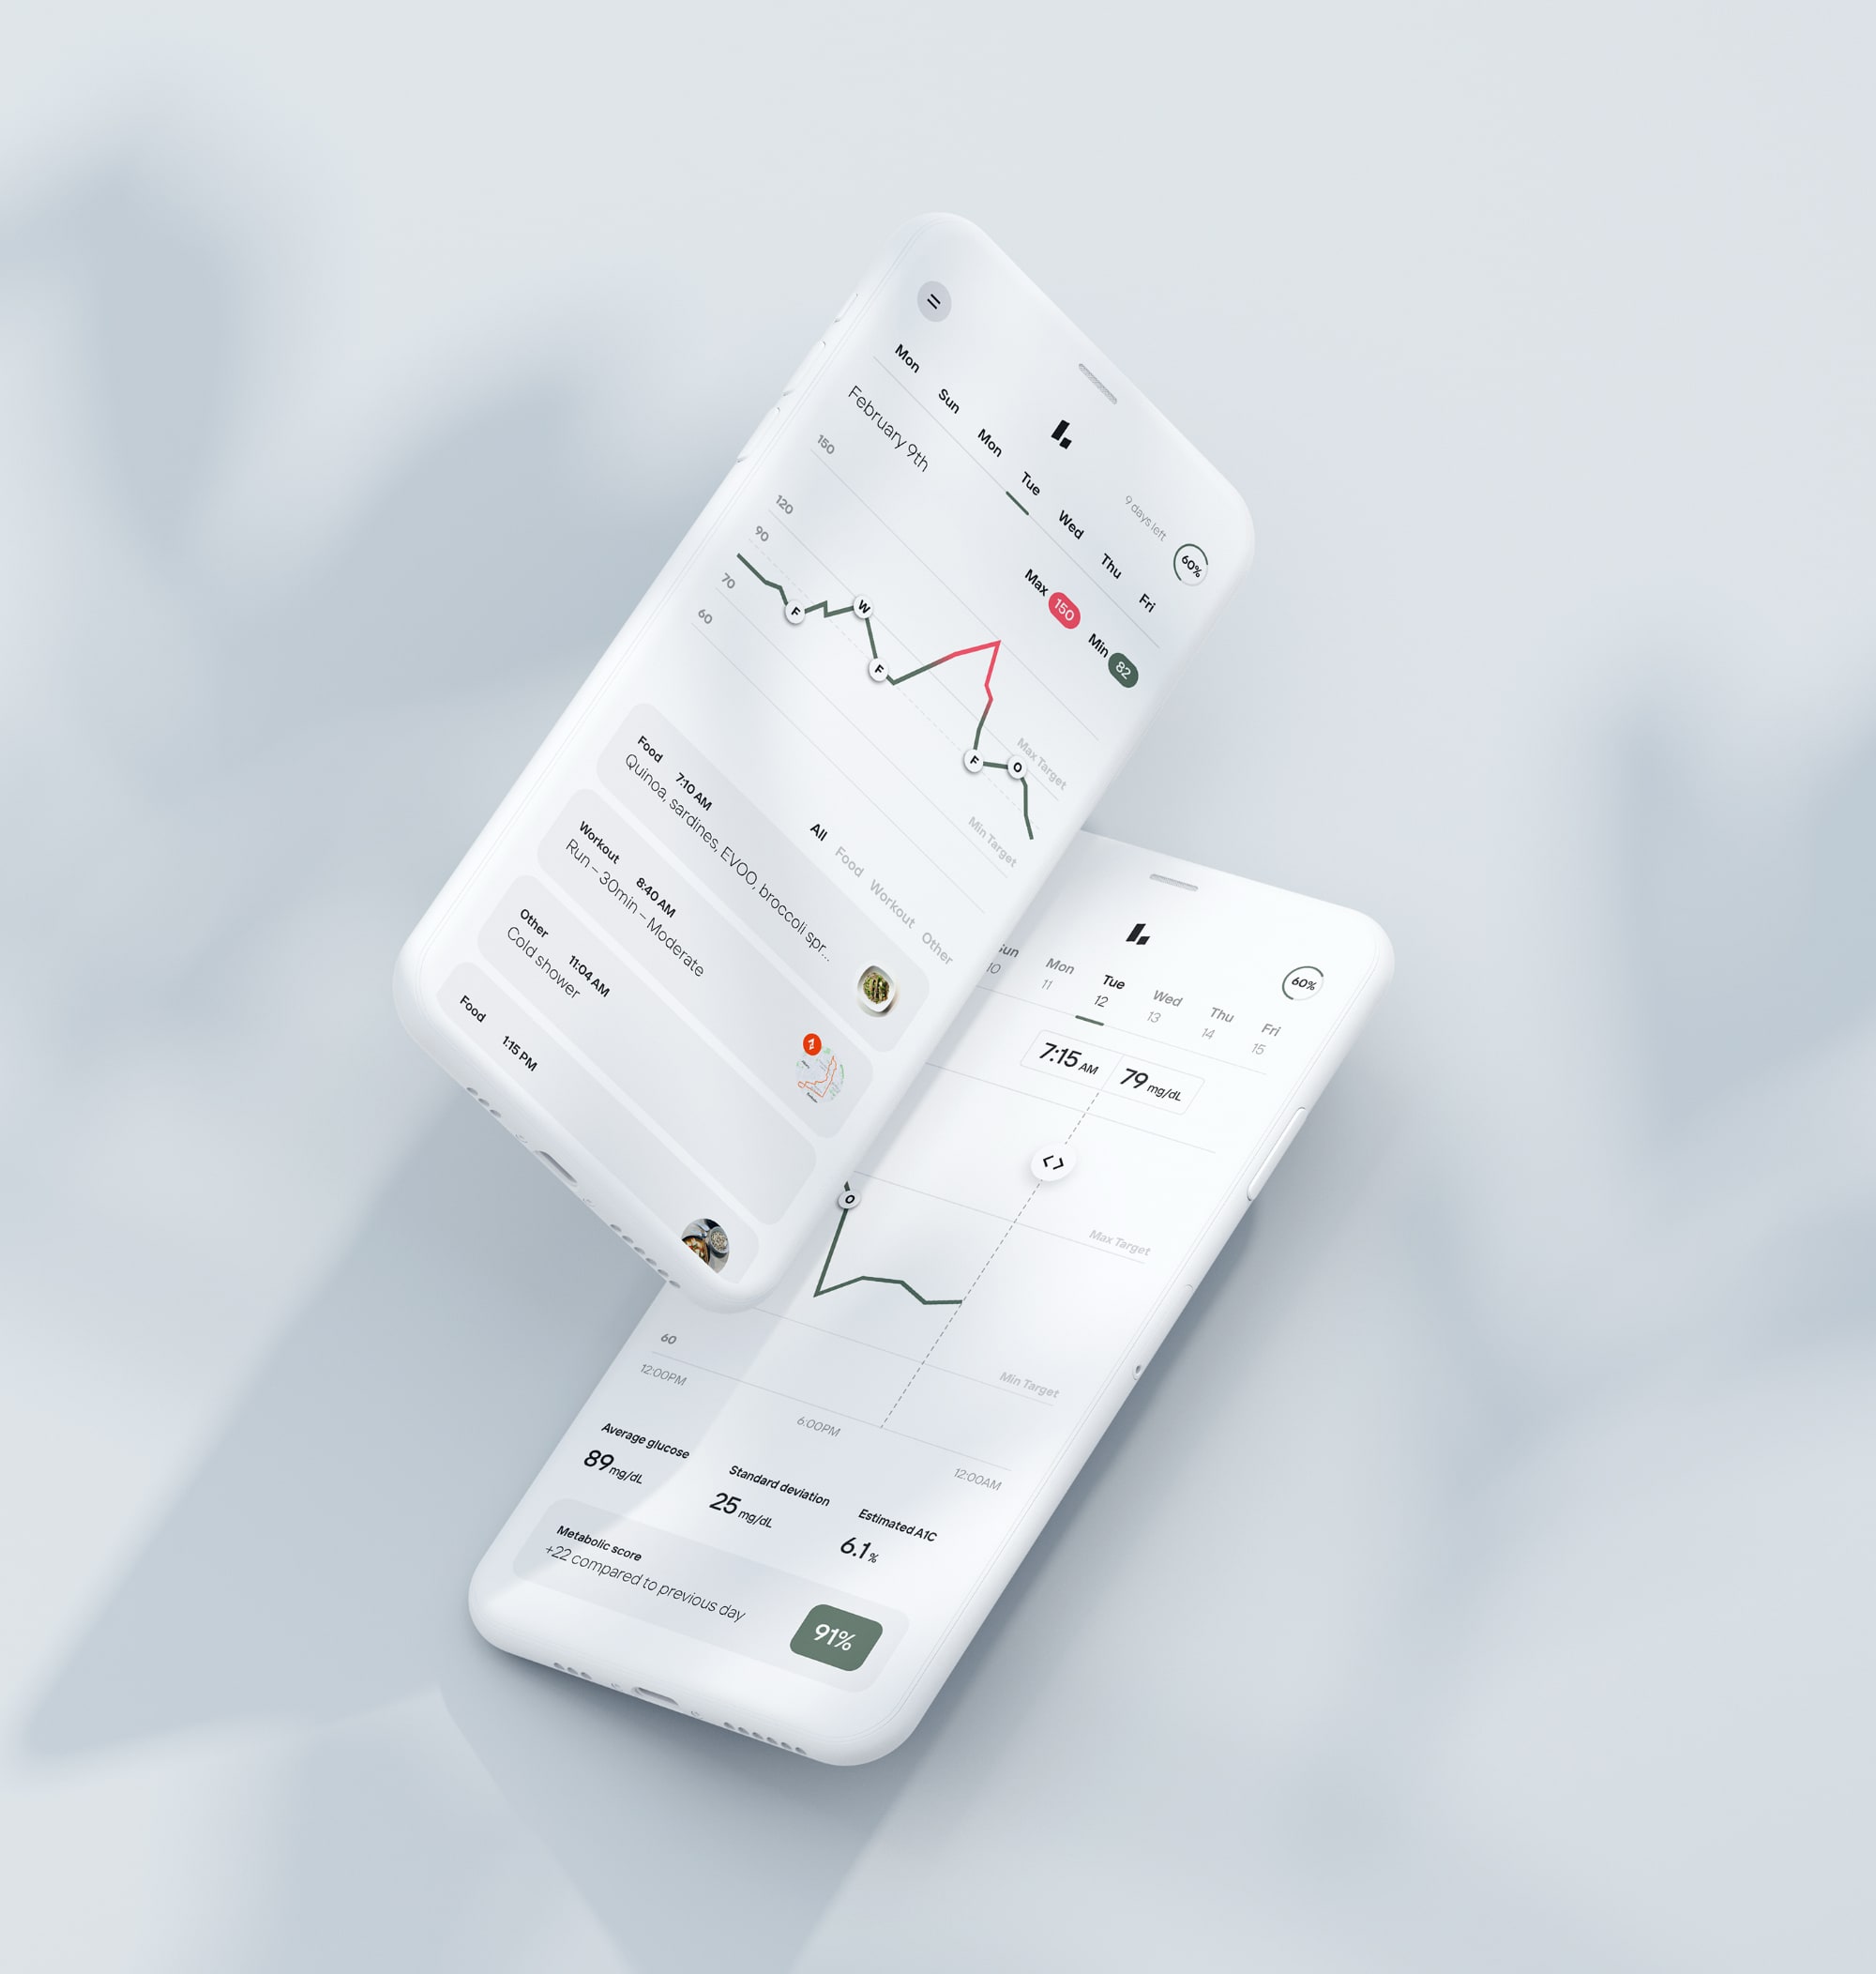 9 days left
60%
Mon Sun Mon Tue Wed Thu Fri
February 9th
Max 150 Min 82
150
120
90
70
60
F W F F O
Max Target
Min Target
All Food Workout Other
Food 7:10 AM
Quinoa, sardines, EVOO, broccoli spr...
Workout 8:40 AM
Run – 30min – Moderate
Other 11:04 AM
Cold shower
Food 1:15 PM
60%
Mon Tue Wed Thu Fri
10 11 12 13 14 15
7:15 AM 79 mg/dL
Max Target
O
Min Target
60
12:00PM 6:00PM 12:00AM
Average glucose Standard deviation Estimated A1C
89 mg/dL 25 mg/dL 6.1 %
Metabolic score
+22 compared to previous day
91%